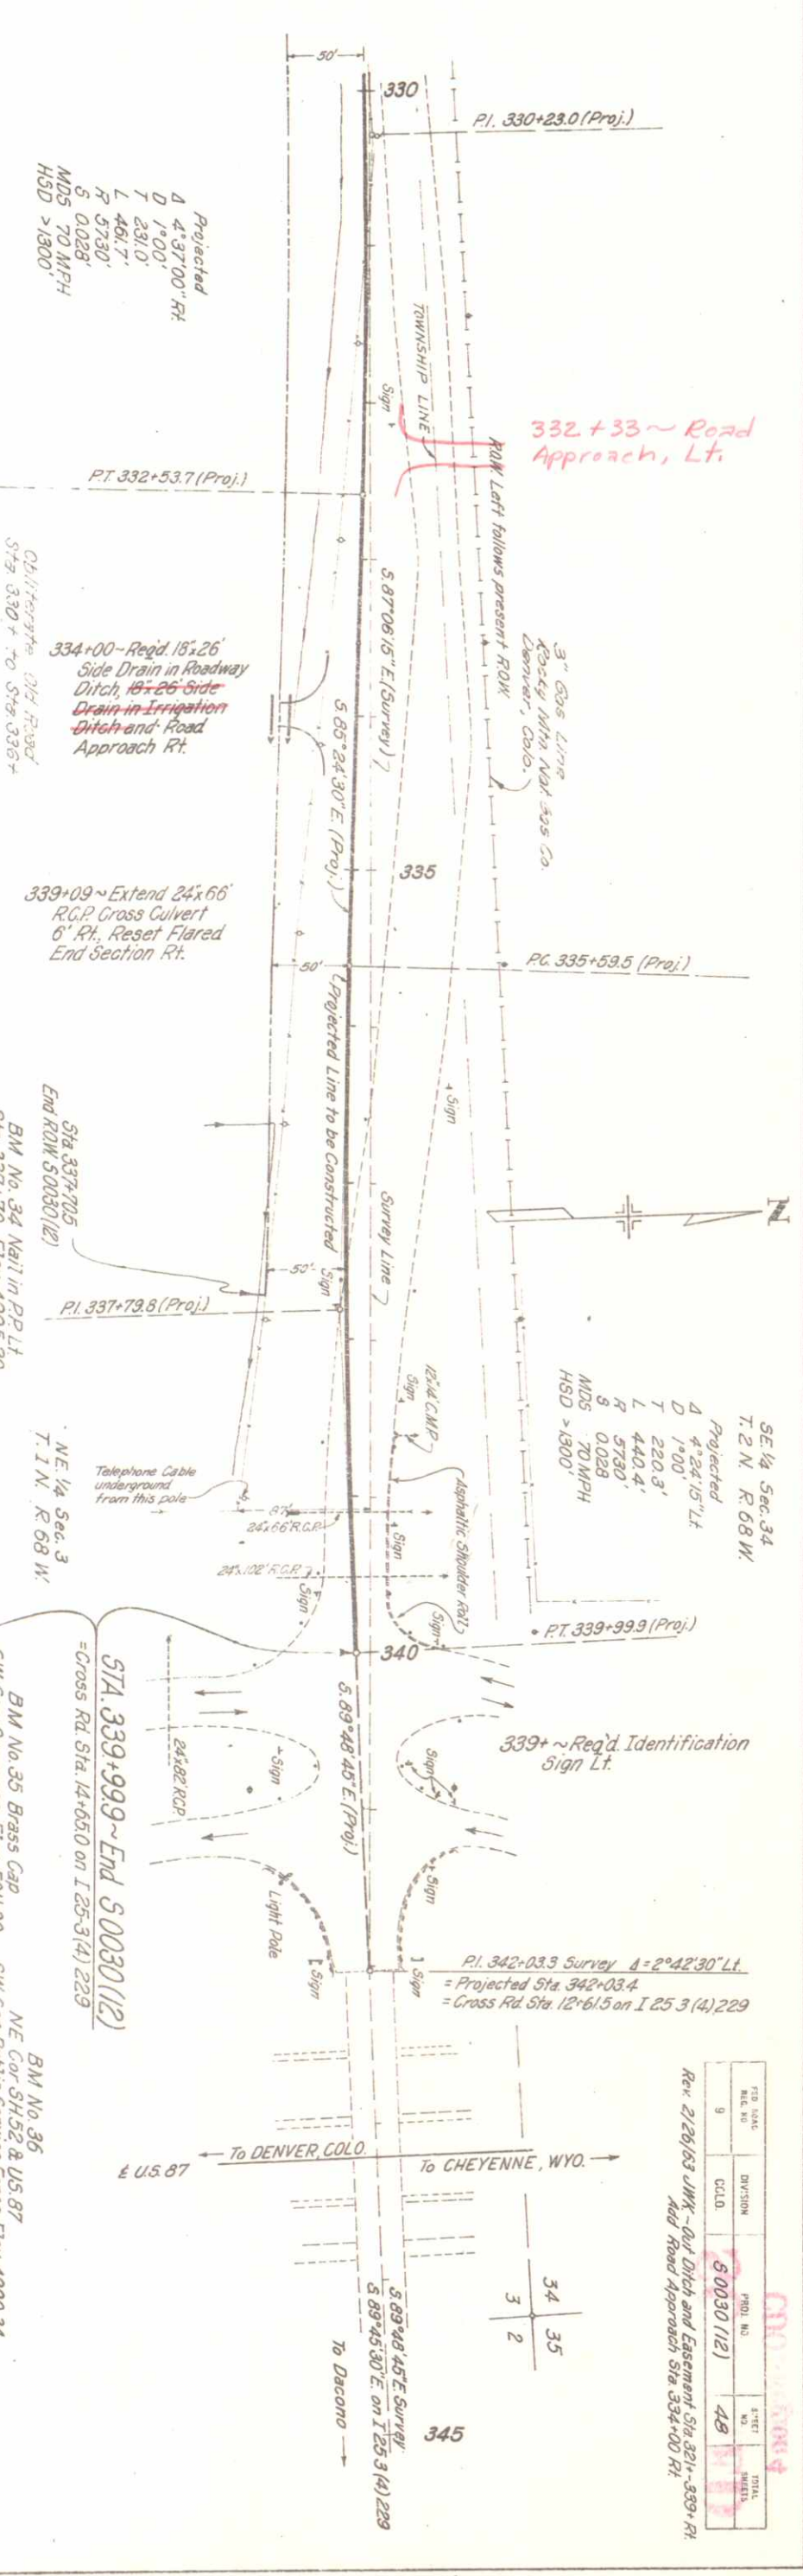 50'
330
P.I. 330+23.0 (Proj.)
Projected
Δ 4°37'00" Rt.
D 1°00'
T 231.0'
L 461.7'
R 5730'
S 0.028'
MDS 70 MPH
HSD >1300'
TOWNSHIP LINE
Sign
332+33~ Road
Approach, Lt.
R.O.W. Left follows present R.O.W.
P.T. 332+53.7 (Proj.)
Obliterate Old Road
Sta. 330+ to Sta. 336+
334+00~Req'd. 18"x26'
Side Drain in Roadway
Ditch, 18"x26' Side
Drain in Irrigation
Ditch and Road
Approach Rt.
S.87°06'15"E.(Survey)
S.85°24'30"E.(Proj.)
3" Gas Line
Rocky Mtn. Nat. Gas Co.
Denver, Colo.
335
339+09~Extend 24"x66'
R.C.P. Cross Culvert
6' Rt., Reset Flared
End Section Rt.
50'
P.C. 335+59.5 (Proj.)
Projected Line to be Constructed
Sign
Survey Line
N
Sta. 337+70.5
End R.O.W. S0030(12)
50'
Sign
P.I. 337+79.8 (Proj.)
BM No. 34 Nail in P.P. Lt.
SE.1/4 Sec.34
T. 2 N. R. 68 W.
Projected
Δ 4°24'15" Lt.
D 1°00'
T 220.3'
L 440.4'
R 5730'
S 0.028
MDS 70 MPH
HSD >1300'
12"x14' C.M.P.
Sign
Asphaltic Shoulder Roll
NE.1/4 Sec. 3
T. 1 N. R. 68 W.
Telephone Cable
underground
from this pole
87'
24"x66' R.C.P.
24"x102' R.C.P.
Sign
Sign
Sign
P.T. 339+99.9 (Proj.)
340
STA. 339+99.9~End S 0030(12)
=Cross Rd. Sta. 14+65.0 on I 25-3(4) 229
S.89°48'45"E.(Proj.)
339+~Req'd. Identification
Sign Lt.
24"x82' R.C.P.
Sign
Sign
Light Pole
Sign
Sign
Sign
BM No.35 Brass Cap
P.I. 342+03.3 Survey Δ=2°42'30" Lt.
= Projected Sta. 342+03.4
= Cross Rd. Sta. 12+61.5 on I 25 3 (4) 229
BM No. 36
NE Cor SH.52 & U.S.87
To DENVER, COLO.
To CHEYENNE, WYO.
℄ U.S. 87
34 35
3 2
S.89°48'45"E. Survey
S.89°45'30"E. on I 25 3(4)229
To Dacono
345
FED. ROAD REG. NO. DIVISION PROJ. NO. SHEET NO. TOTAL SHEETS
9 COLO. S 0030 (12) 48
Rev. 2/26/63 JMK-Out Ditch and Easement Sta. 321+-339+ Rt.
Add Road Approach Sta. 334+00 Rt.